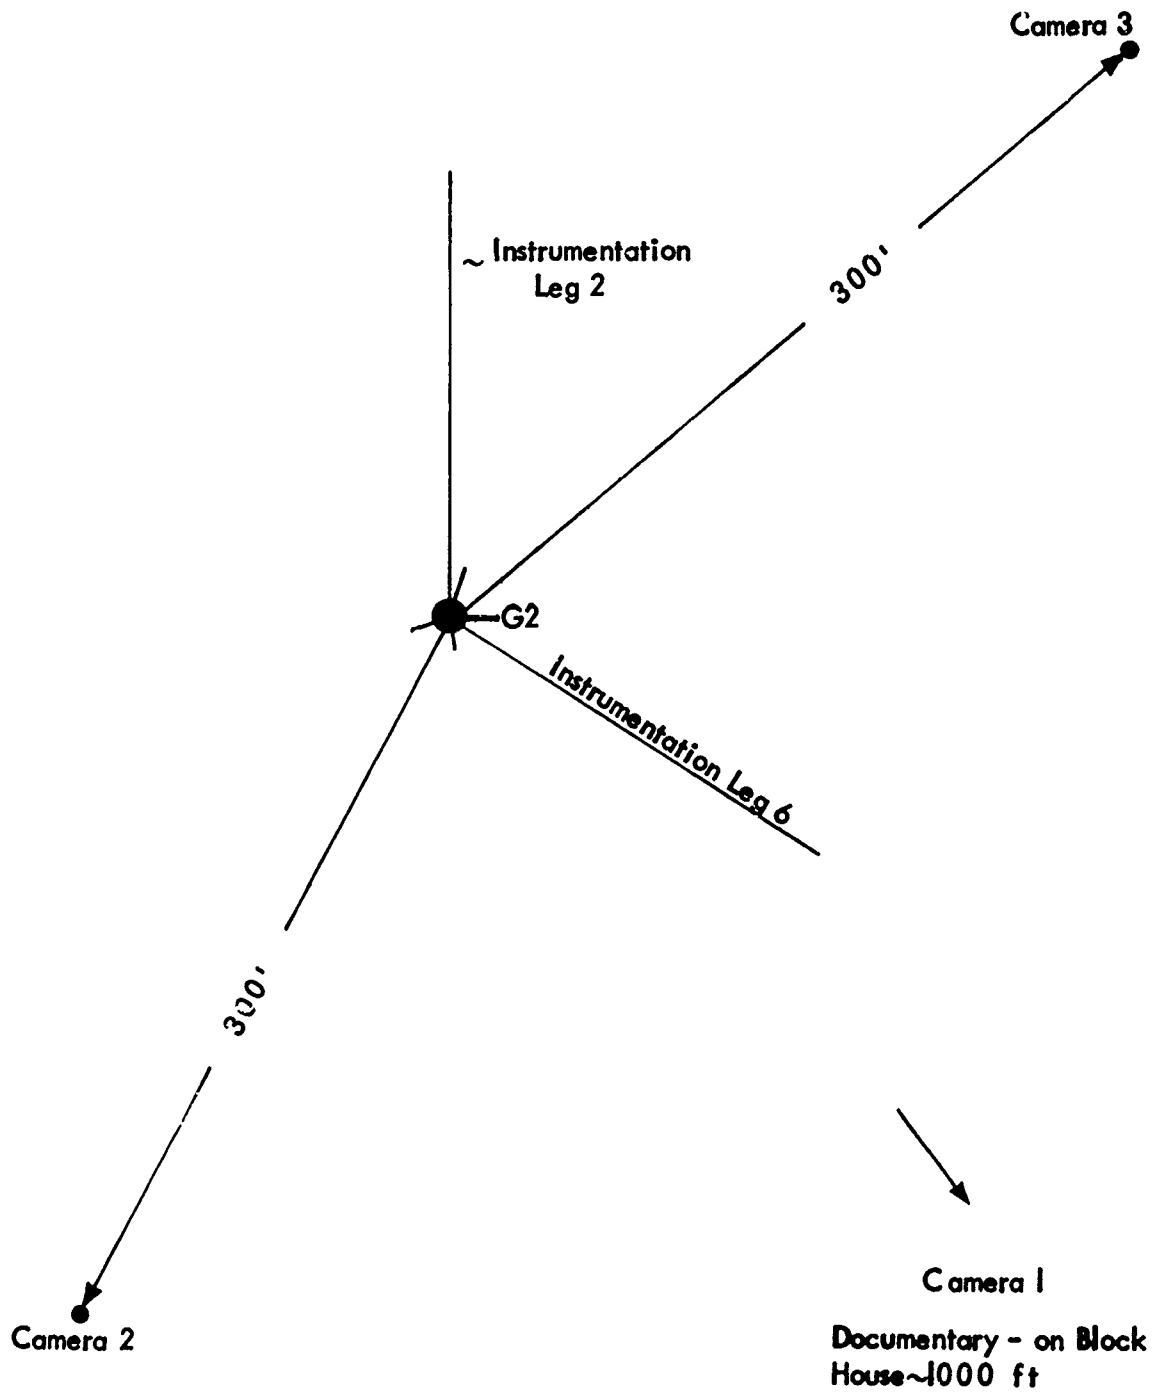 Camera 3
~ Instrumentation
Leg 2
300'
G2
Instrumentation Leg 6
300'
Camera 1
Camera 2
Documentary - on Block
House~1000 ft